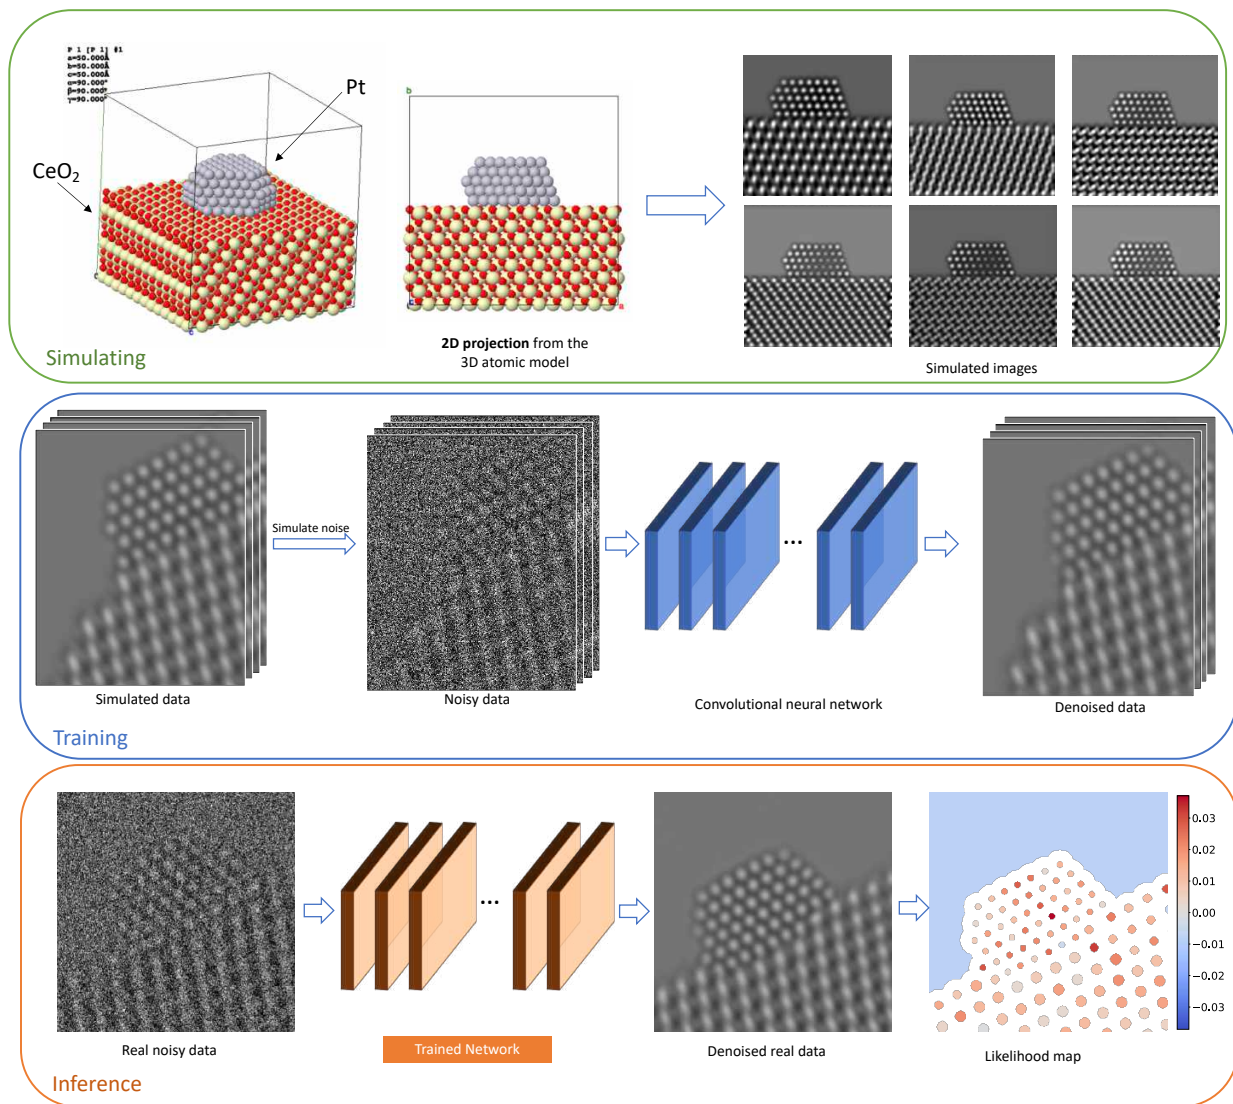 P 1 [P 1] #1
a=50.000Å
b=50.000Å
c=50.000Å
α=90.000°
β=90.000°
γ=90.000°
Pt
CeO₂
c
b
a
2D projection from the
3D atomic model
Simulated images
Simulating
Simulate noise
...
Simulated data
Noisy data
Convolutional neural network
Denoised data
Training
0.03
0.02
0.01
0.00
−0.01
−0.02
−0.03
...
Real noisy data
Trained Network
Denoised real data
Likelihood map
Inference